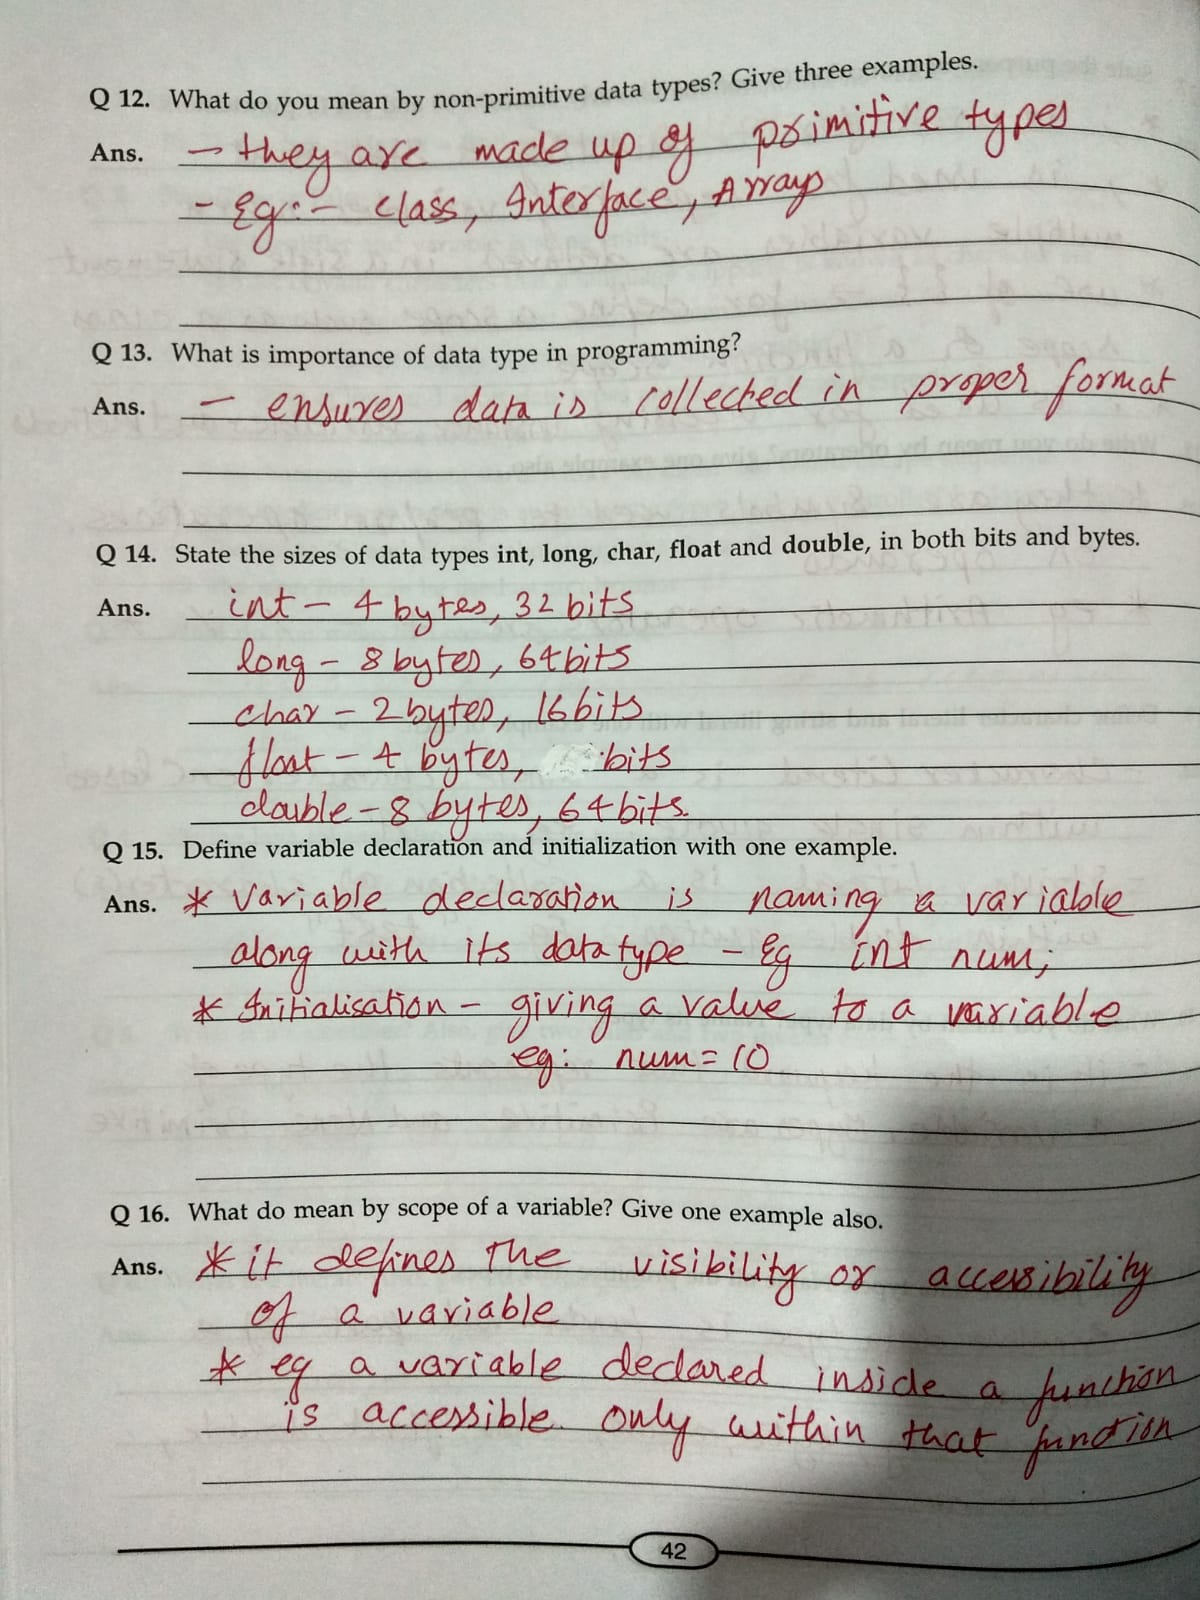 Q 12. What do you mean by non-primitive data types? Give three examples.
Ans. - they are made up of primitive types
- Eg:- class, Interface, Arrays
Q 13. What is importance of data type in programming?
Ans. - ensures data is collected in proper format
Q 14. State the sizes of data types int, long, char, float and double, in both bits and bytes.
Ans. int - 4 bytes, 32 bits
long - 8 bytes, 64 bits
char - 2 bytes, 16 bits
float - 4 bytes, bits
double - 8 bytes, 64 bits.
Q 15. Define variable declaration and initialization with one example.
Ans. * Variable declaration is naming a variable
along with its data type - Eg int num;
* Initialisation - giving a value to a variable
eg: num = 10
Q 16. What do mean by scope of a variable? Give one example also.
Ans. * it defines the visibility or accessibility
of a variable
* eg a variable declared inside a function
is accessible only within that function
42